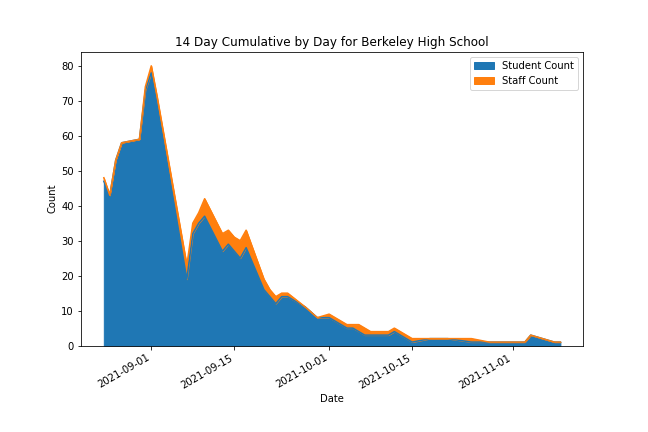 14 Day Cumulative by Day for Berkeley High School
Student Count
Staff Count
80
70
60
50
40
30
20
10
0
Count
2021-09-01
2021-09-15
2021-10-01
2021-10-15
2021-11-01
Date